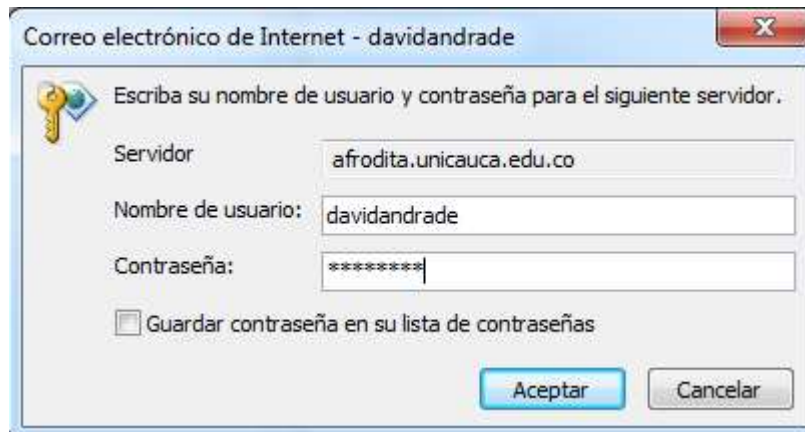 Correo electrónico de Internet - davidandrade
Escriba su nombre de usuario y contraseña para el siguiente servidor.
Servidor afrodita.unicauca.edu.co
Nombre de usuario: davidandrade
Contraseña: ********
Guardar contraseña en su lista de contraseñas
Aceptar Cancelar